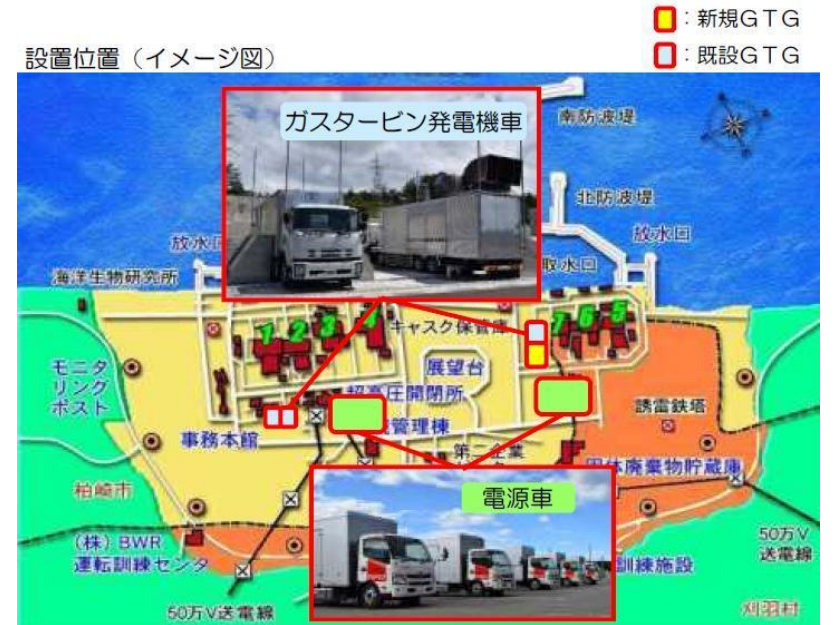 ：新規ＧＴＧ
設置位置（イメージ図）
：既設ＧＴＧ
ガスタービン発電機車
南防波堤
北防波堤
放水口
放水口
取水口
海洋生物研究所
1
2
3
4
キャスク保管庫
7
6
5
モニタ
リング
ポスト
展望台
超高圧開閉所
誘雷鉄塔
事務本館
管理棟
第二企業
固体廃棄物貯蔵庫
電源車
柏崎市
(株) BWR
運転訓練センタ
50万V
送電線
訓練施設
50万V送電線
刈羽村